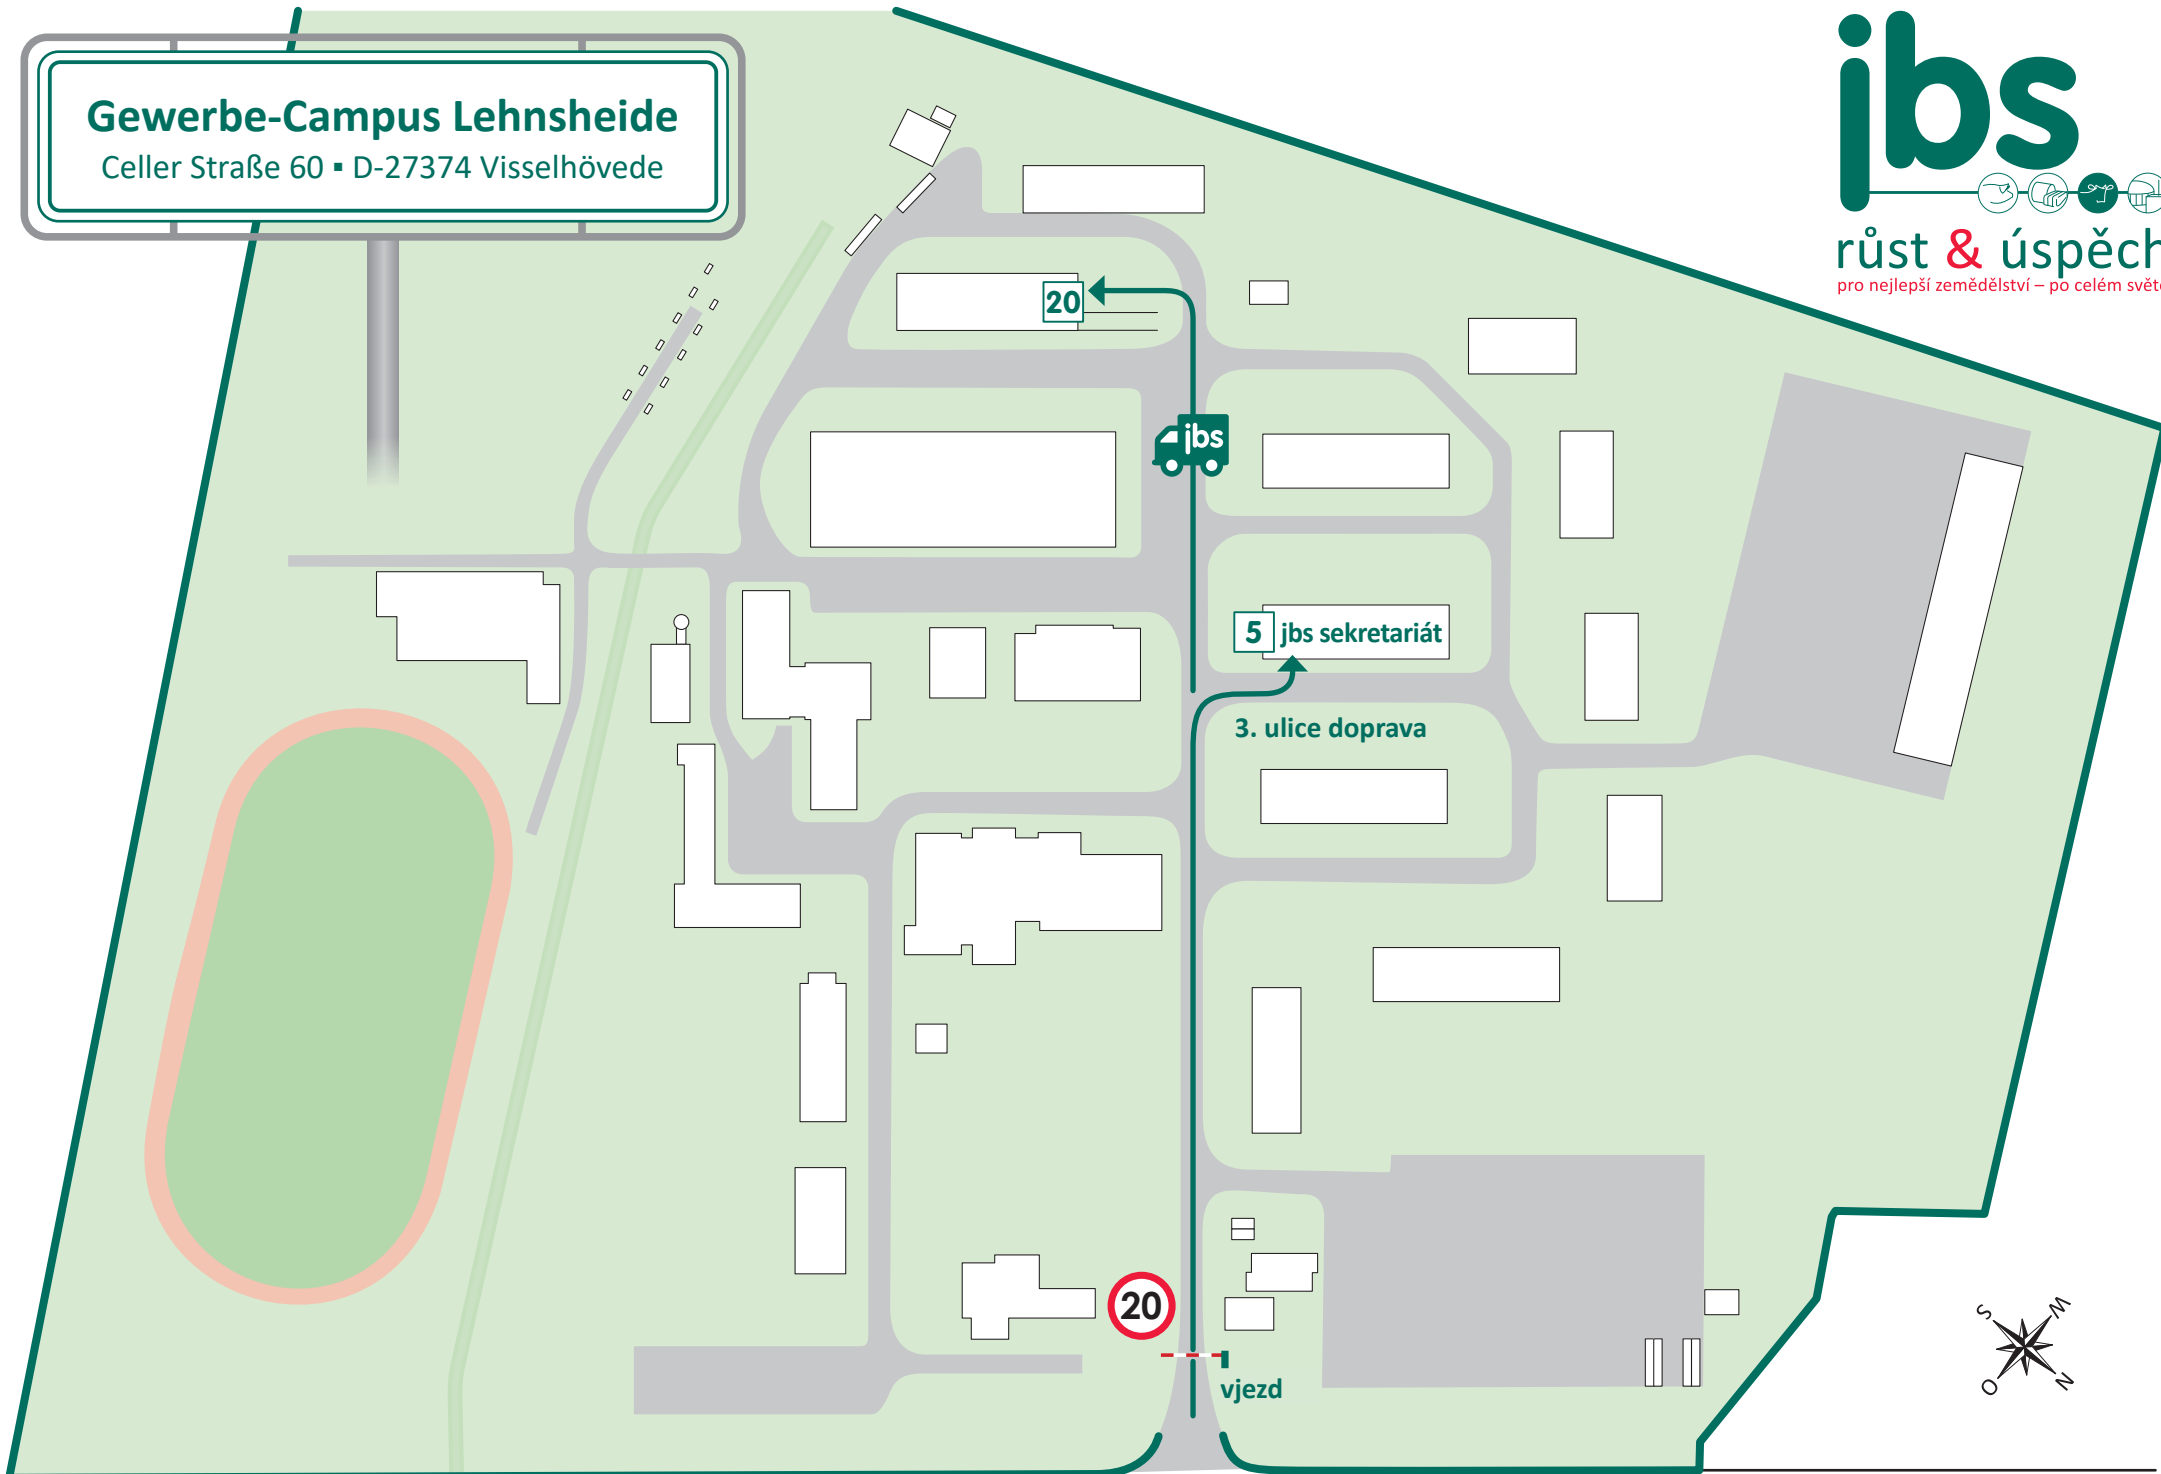 Gewerbe-Campus Lehnsheide
Celler Straße 60 ▪ D-27374 Visselhövede
jbs
růst & úspěch
pro nejlepší zemědělství – po celém světě
20
jbs
5 jbs sekretariát
3. ulice doprava
20
vjezd
S
W
O
N